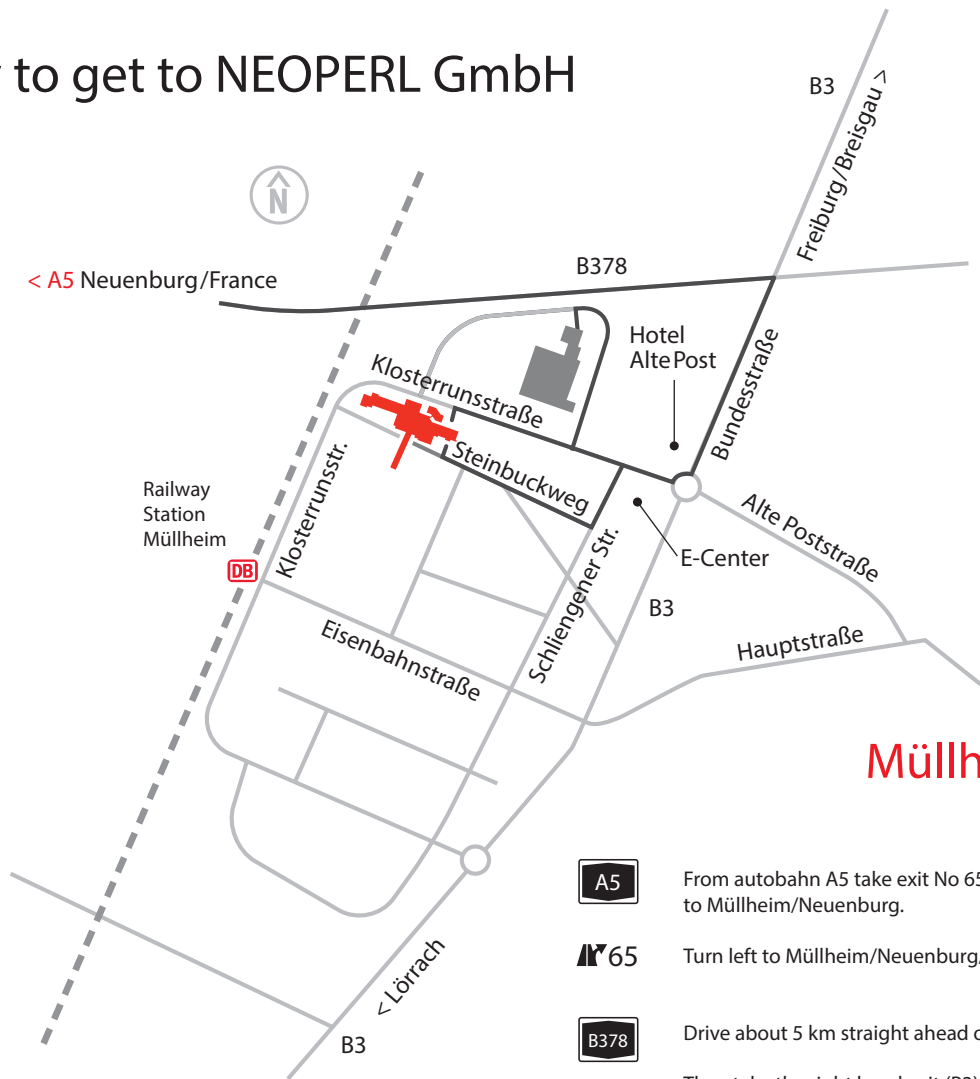 to get to NEOPERL GmbH
B3
Freiburg/Breisgau >
N
< A5 Neuenburg/France
B378
Hotel
Alte Post
Klosterrunsstraße
Bundesstraße
Steinbuckweg
Klosterrunsstr.
Railway
Station
Müllheim
DB
Alte Poststraße
E-Center
Schliengener Str.
B3
Hauptstraße
Eisenbahnstraße
Müllh
A5
From autobahn A5 take exit No 65
to Müllheim/Neuenburg.
65
Turn left to Müllheim/Neuenburg,
B378
Drive about 5 km straight ahead
< Lörrach
B3